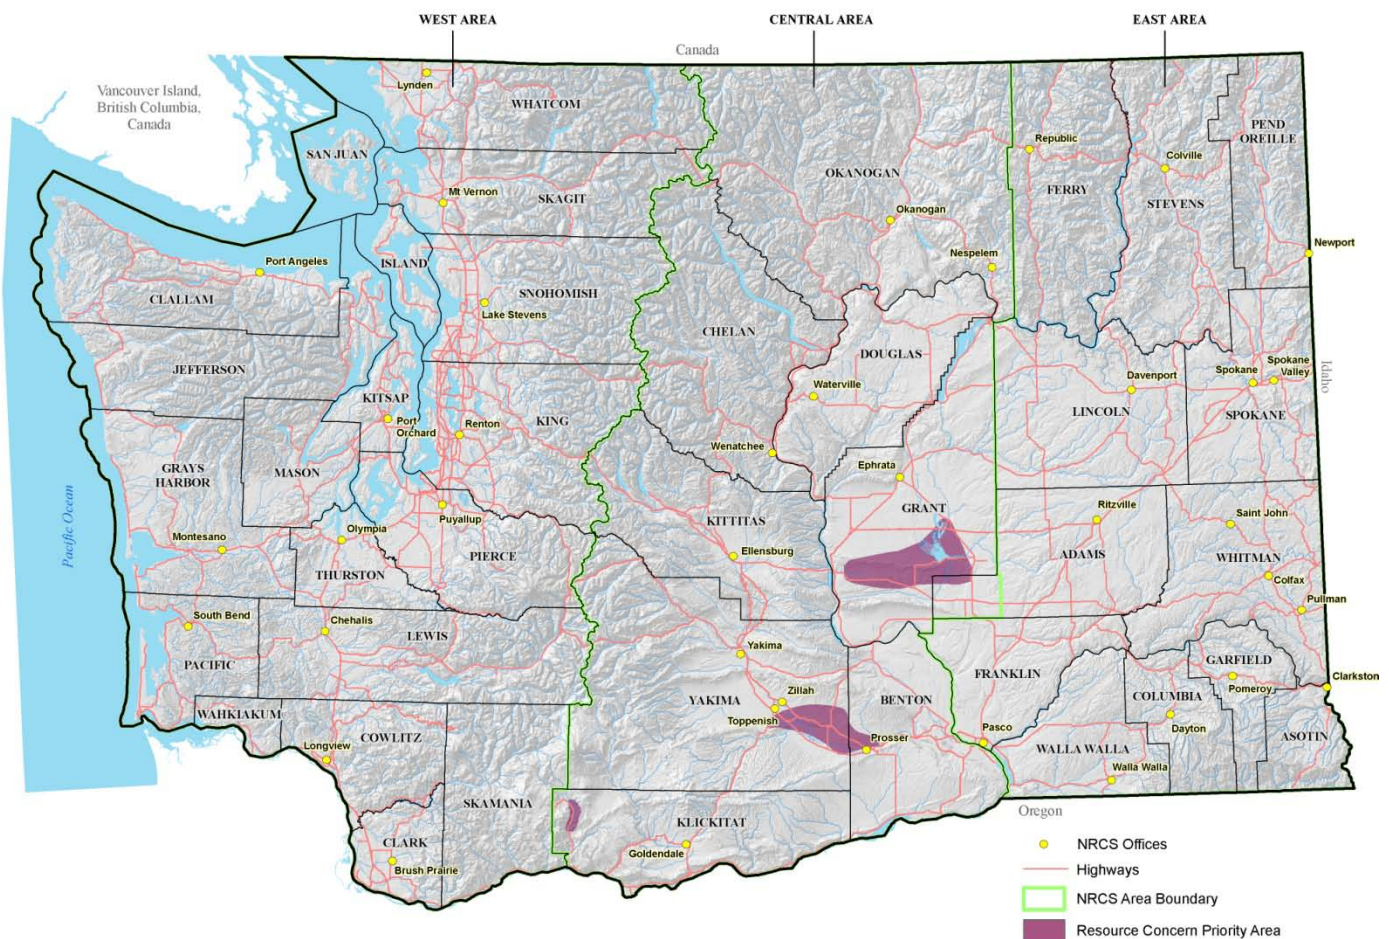 WEST AREA
CENTRAL AREA
EAST AREA
Canada
Vancouver Island,
British Columbia,
Canada
Lynden
WHATCOM
SAN JUAN
SKAGIT
Mt Vernon
OKANOGAN
Okanogan
Nespelem
Republic
FERRY
Colville
STEVENS
PEND
OREILLE
Newport
Port Angeles
CLALLAM
ISLAND
SNOHOMISH
Lake Stevens
CHELAN
DOUGLAS
Waterville
JEFFERSON
KITSAP
Port
Orchard
Renton
KING
Wenatchee
Davenport
LINCOLN
Spokane
Spokane
Valley
SPOKANE
Idaho
GRAYS
HARBOR
MASON
Ephrata
GRANT
Pacific Ocean
Montesano
Olympia
Puyallup
PIERCE
THURSTON
KITTITAS
Ellensburg
Ritzville
ADAMS
Saint John
WHITMAN
Colfax
Pullman
South Bend
PACIFIC
Chehalis
LEWIS
Yakima
YAKIMA
Zillah
Toppenish
BENTON
Prosser
FRANKLIN
Pasco
GARFIELD
Pomeroy
Clarkston
COLUMBIA
Dayton
ASOTIN
WALLA WALLA
Walla Walla
WAHKIAKUM
Longview
COWLITZ
SKAMANIA
CLARK
Brush Prairie
KLICKITAT
Goldendale
Oregon
NRCS Offices
Highways
NRCS Area Boundary
Resource Concern Priority Area